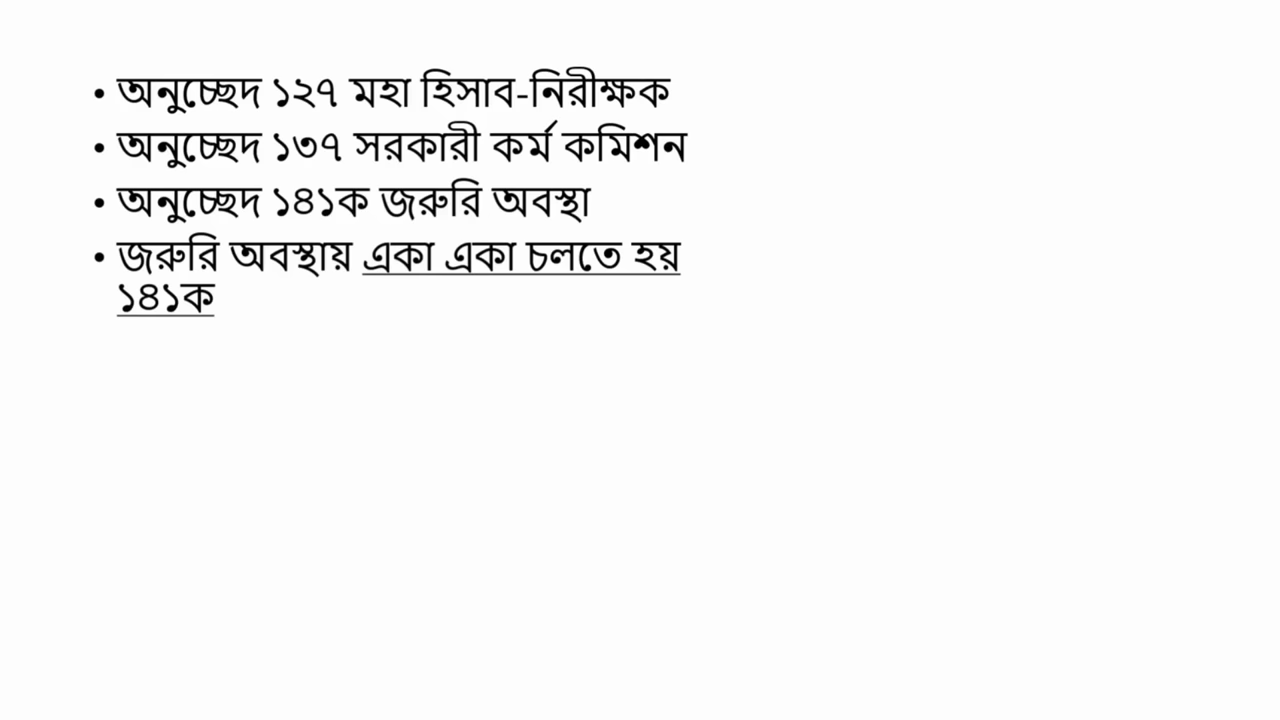 • অনুচ্ছেদ ১২৭ মহা হিসাব-নিরীক্ষক
• অনুচ্ছেদ ১৩৭ সরকারী কর্ম কমিশন
• অনুচ্ছেদ ১৪১ক জরুরি অবস্থা
• জরুরি অবস্থায় একা একা চলতে হয়
১৪১ক